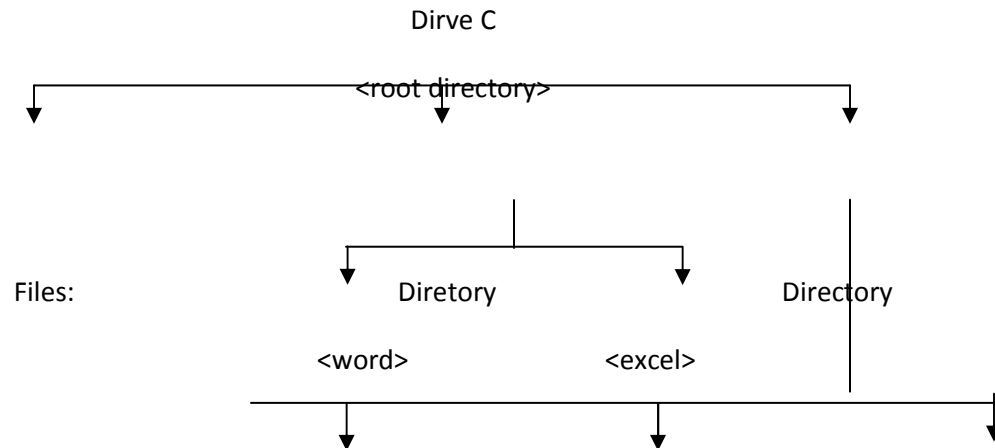 Dirve C
<root directory>
Files: Diretory Directory
<word> <excel>